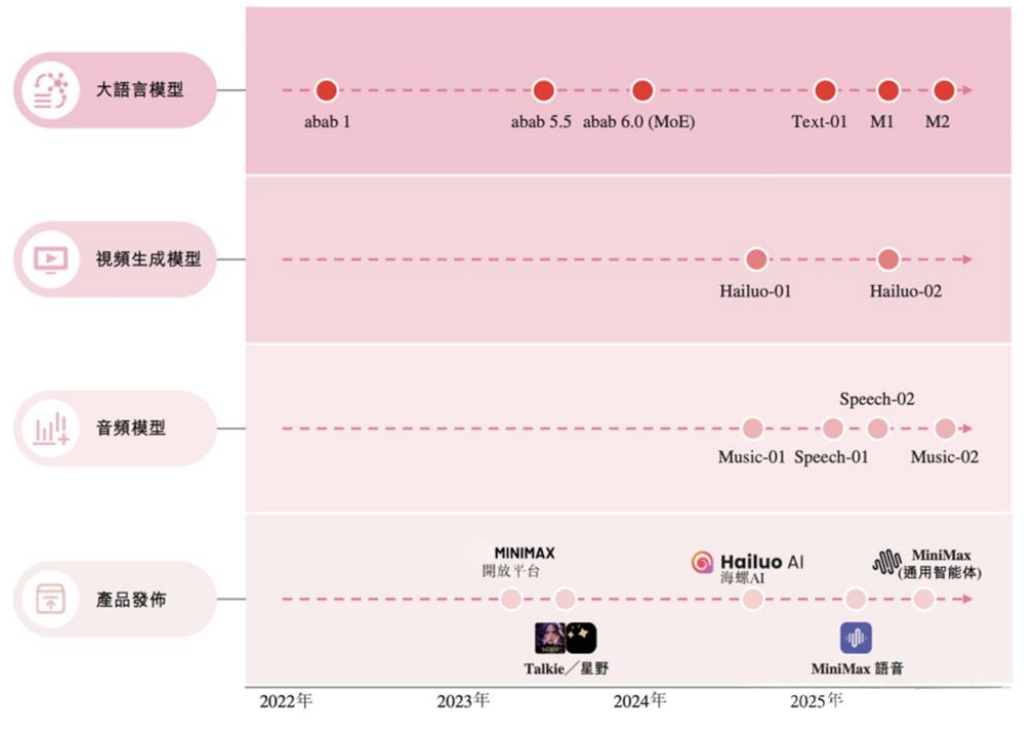 大語言模型
abab 1
abab 5.5
abab 6.0 (MoE)
Text-01
M1
M2
視頻生成模型
Hailuo-01
Hailuo-02
音頻模型
Speech-02
Music-01
Speech-01
Music-02
產品發佈
MINIMAX
開放平台
Hailuo AI
海螺AI
MiniMax
(通用智能体)
Talkie／星野
MiniMax 語音
2022年
2023年
2024年
2025年